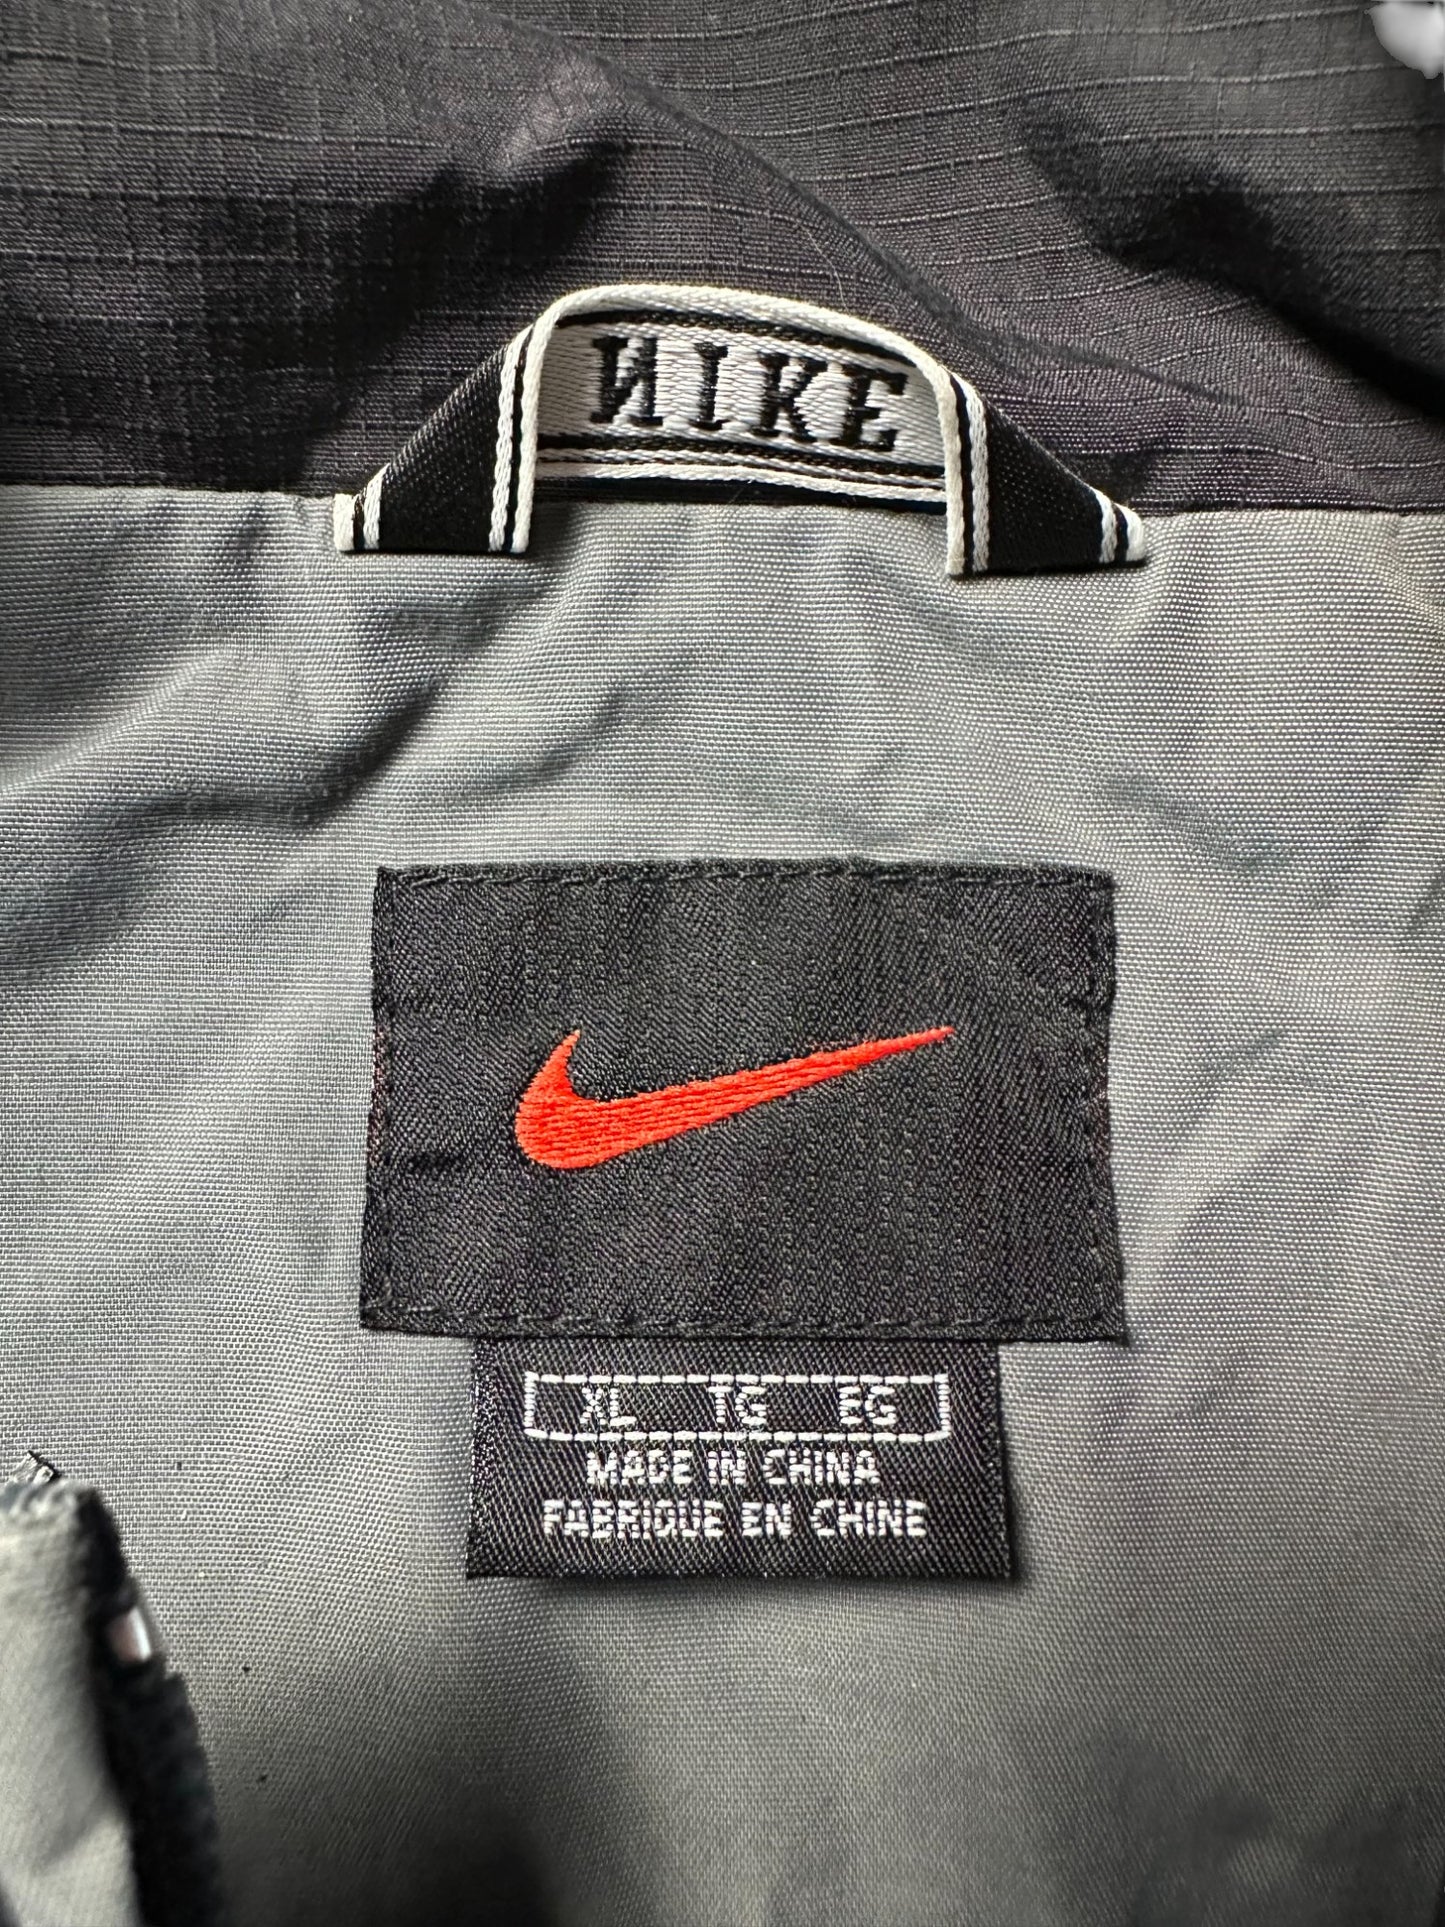 NIKE
XL TG EG
MADE IN CHINA
FABRIQUE EN CHINE